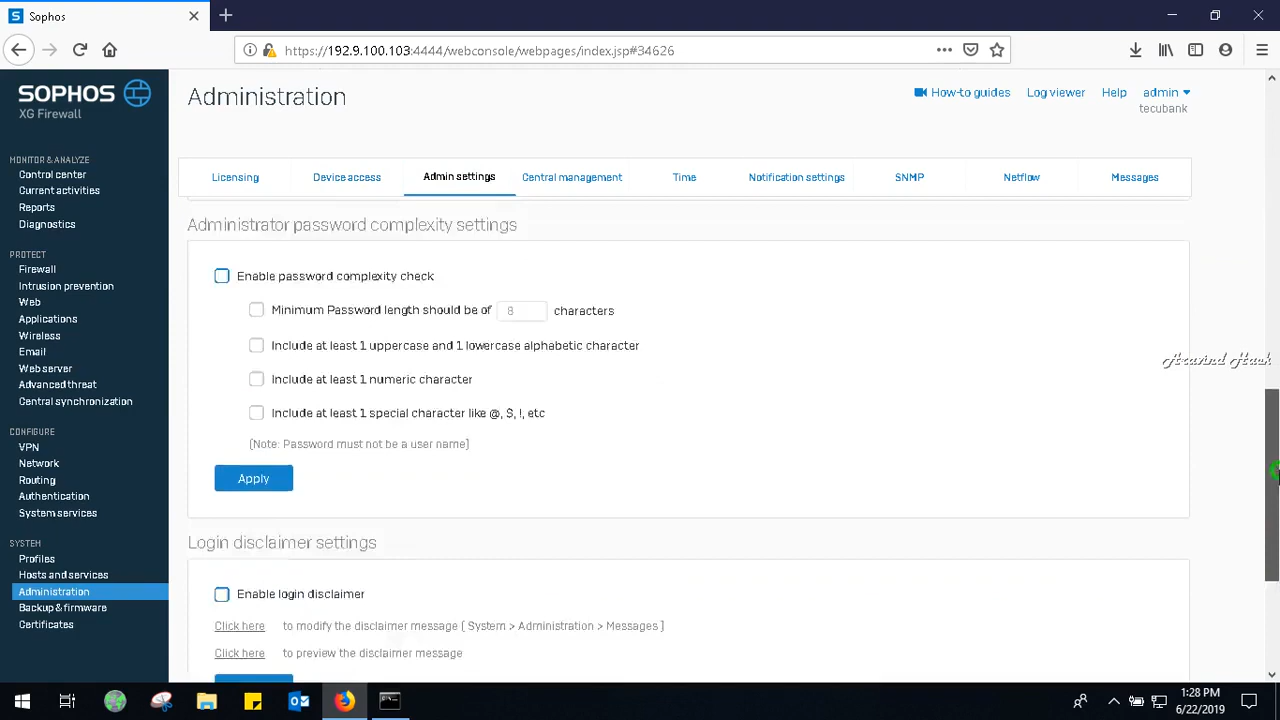 Sophos
https://192.9.100.103:4444/webconsole/webpages/index.jsp#34626
SOPHOS
XG Firewall
MONITOR & ANALYZE
Control center
Current activities
Reports
Diagnostics
PROTECT
Firewall
Intrusion prevention
Web
Applications
Wireless
Email
Web server
Advanced threat
Central synchronization
CONFIGURE
VPN
Network
Routing
Authentication
System services
SYSTEM
Profiles
Hosts and services
Administration
Backup & firmware
Certificates
Administration
How-to guides Log viewer Help admin
tecubank
Licensing Device access Admin settings Central management Time Notification settings SNMP Netflow Messages
Administrator password complexity settings
Enable password complexity check
Minimum Password length should be of 8 characters
Include at least 1 uppercase and 1 lowercase alphabetic character
Include at least 1 numeric character
Include at least 1 special character like @, $, !, etc
(Note: Password must not be a user name)
Apply
Login disclaimer settings
Enable login disclaimer
Click here to modify the disclaimer message ( System > Administration > Messages )
Click here to preview the disclaimer message
Aravind Hack
1:28 PM
6/22/2019